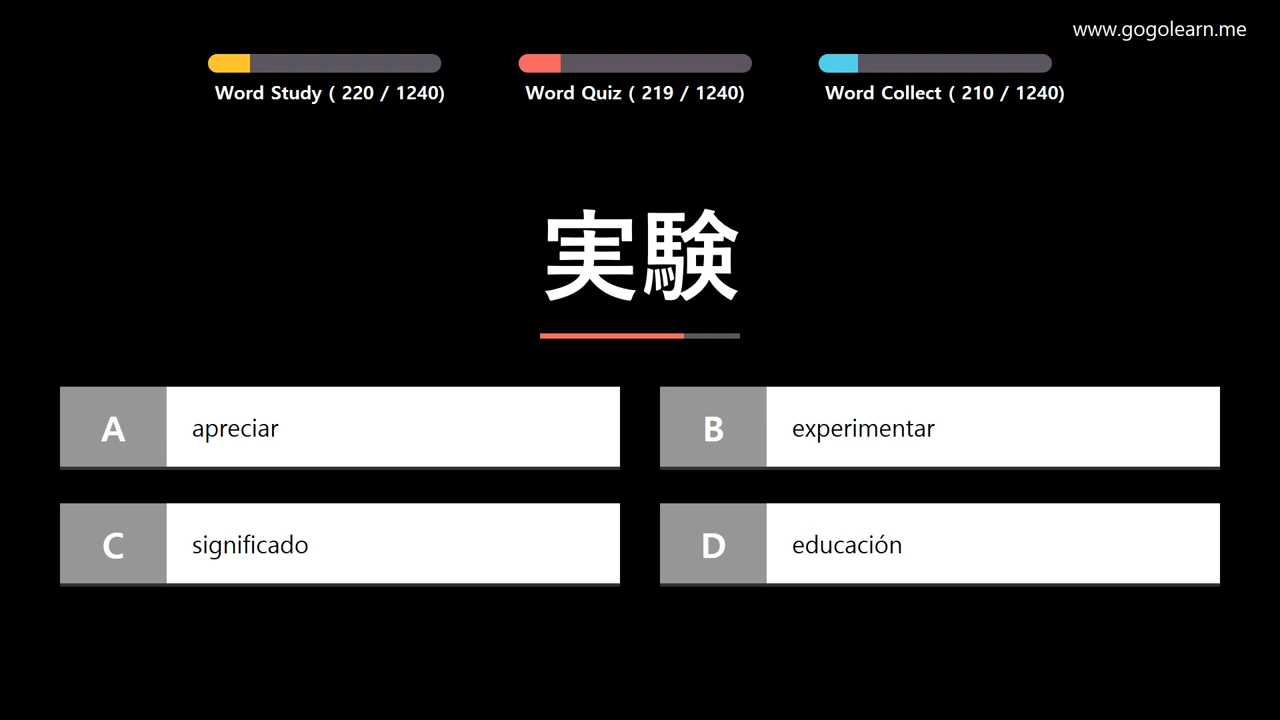 www.gogolearn.me
Word Study ( 220 / 1240)
Word Quiz ( 219 / 1240)
Word Collect ( 210 / 1240)
実験
A apreciar
B experimentar
C significado
D educación